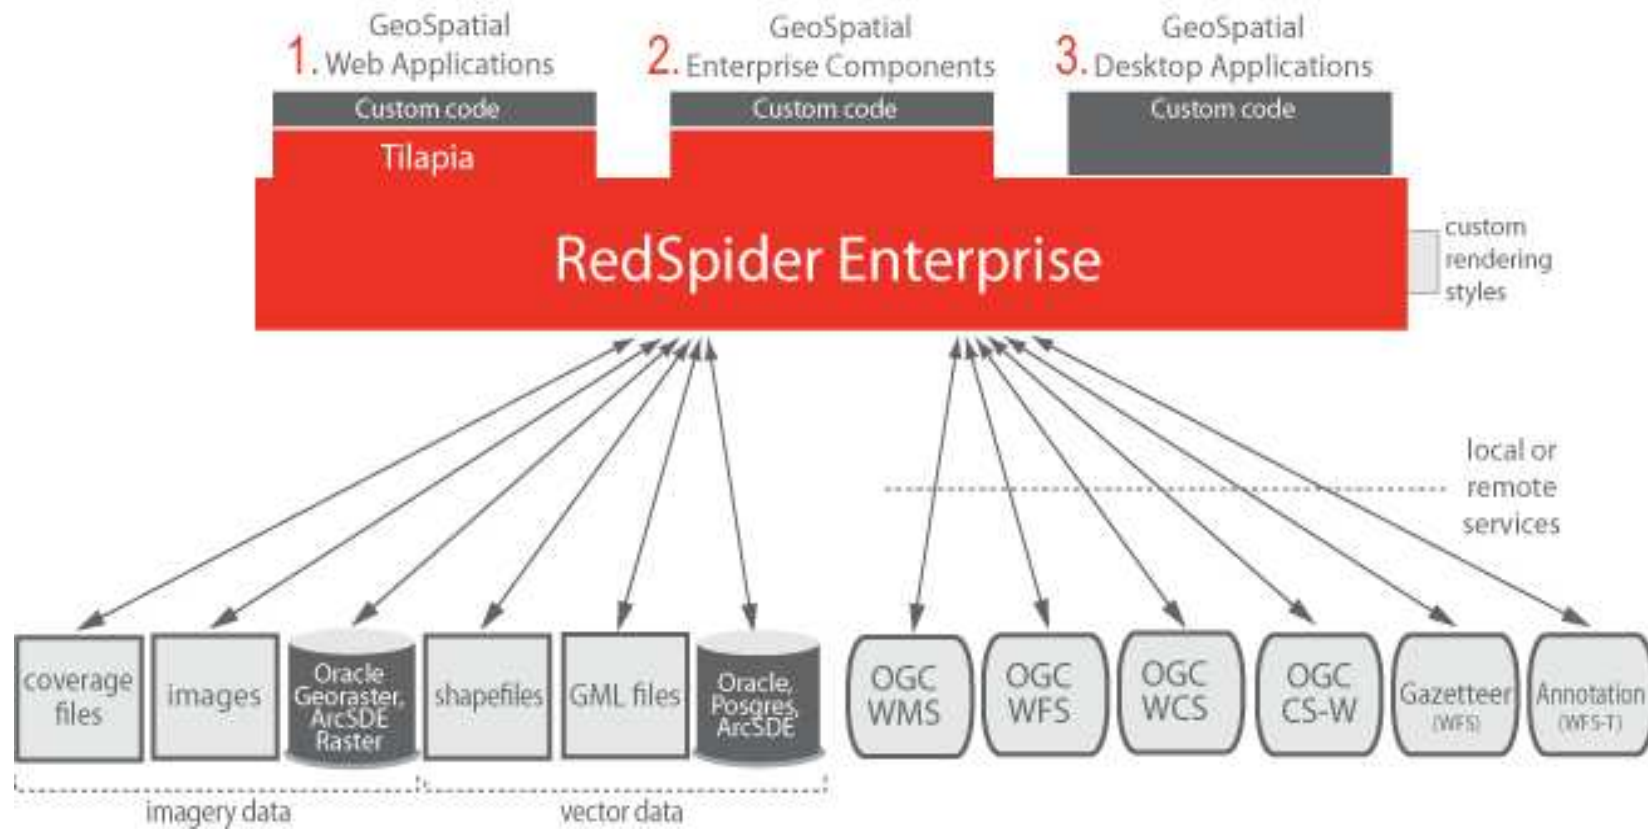 GeoSpatial
1. Web Applications
GeoSpatial
2. Enterprise Components
GeoSpatial
3. Desktop Applications
Custom code
Custom code
Custom code
Tilapia
RedSpider Enterprise
custom
rendering
styles
local or
remote
services
coverage
files
images
Oracle
Georaster,
ArcSDE
Raster
shapefiles
GML files
Oracle,
Posgres,
ArcSDE
OGC
WMS
OGC
WFS
OGC
WCS
OGC
CS-W
Gazetteer
(WFS)
Annotation
(WFS-T)
imagery data
vector data